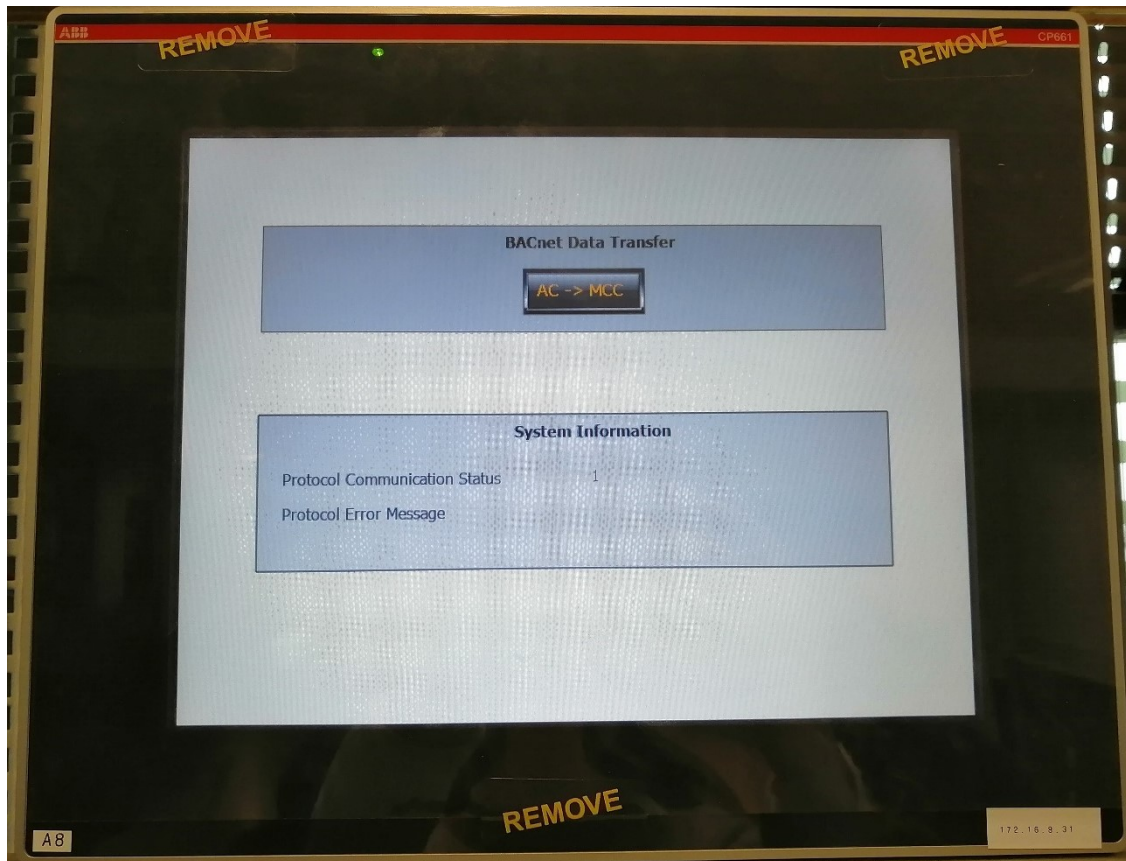 ABB
REMOVE
REMOVE
CP661
BACnet Data Transfer
AC -> MCC
System Information
Protocol Communication Status 1
Protocol Error Message
REMOVE
A8
172.16.8.31